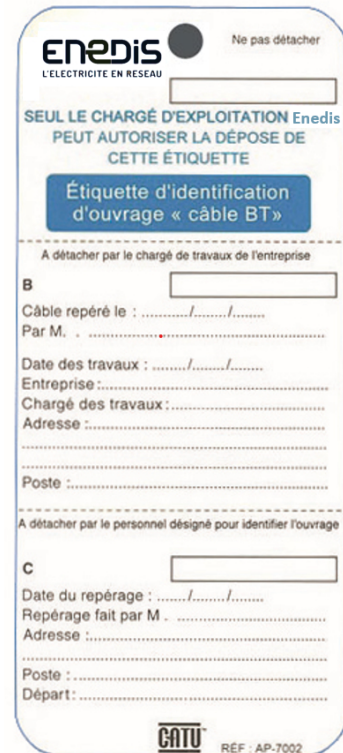 Ne pas détacher
ENEDIS
L'ELECTRICITE EN RESEAU
SEUL LE CHARGÉ D'EXPLOITATION Enedis
PEUT AUTORISER LA DÉPOSE DE
CETTE ÉTIQUETTE
Étiquette d'identification
d'ouvrage « câble BT»
A détacher par le chargé de travaux de l'entreprise
B
Câble repéré le : .........../......../........
Par M. . ......................................................
Date des travaux : ......../......../........
Entreprise :....................................................
Chargé des travaux :....................................
Adresse :.......................................................
......................................................................
......................................................................
Poste :...........................................................
A détacher par le personnel désigné pour identifier l'ouvrage
C
Date du repérage : ......./......../........
Repérage fait par M . ..................................
Adresse :.......................................................
......................................................................
Poste :...........................................................
Départ :.........................................................
CATU
RÉF : AP-7002